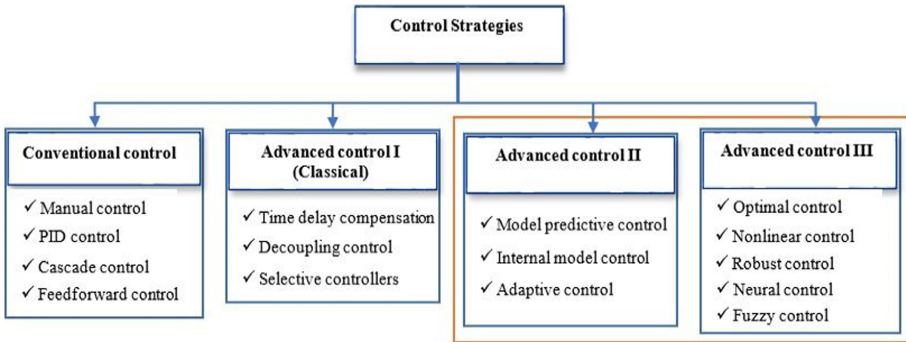 Control Strategies
Conventional control
✓ Manual control
✓ PID control
✓ Cascade control
✓ Feedforward control
Advanced control I
(Classical)
✓ Time delay compensation
✓ Decoupling control
✓ Selective controllers
Advanced control II
✓ Model predictive control
✓ Internal model control
✓ Adaptive control
Advanced control III
✓ Optimal control
✓ Nonlinear control
✓ Robust control
✓ Neural control
✓ Fuzzy control